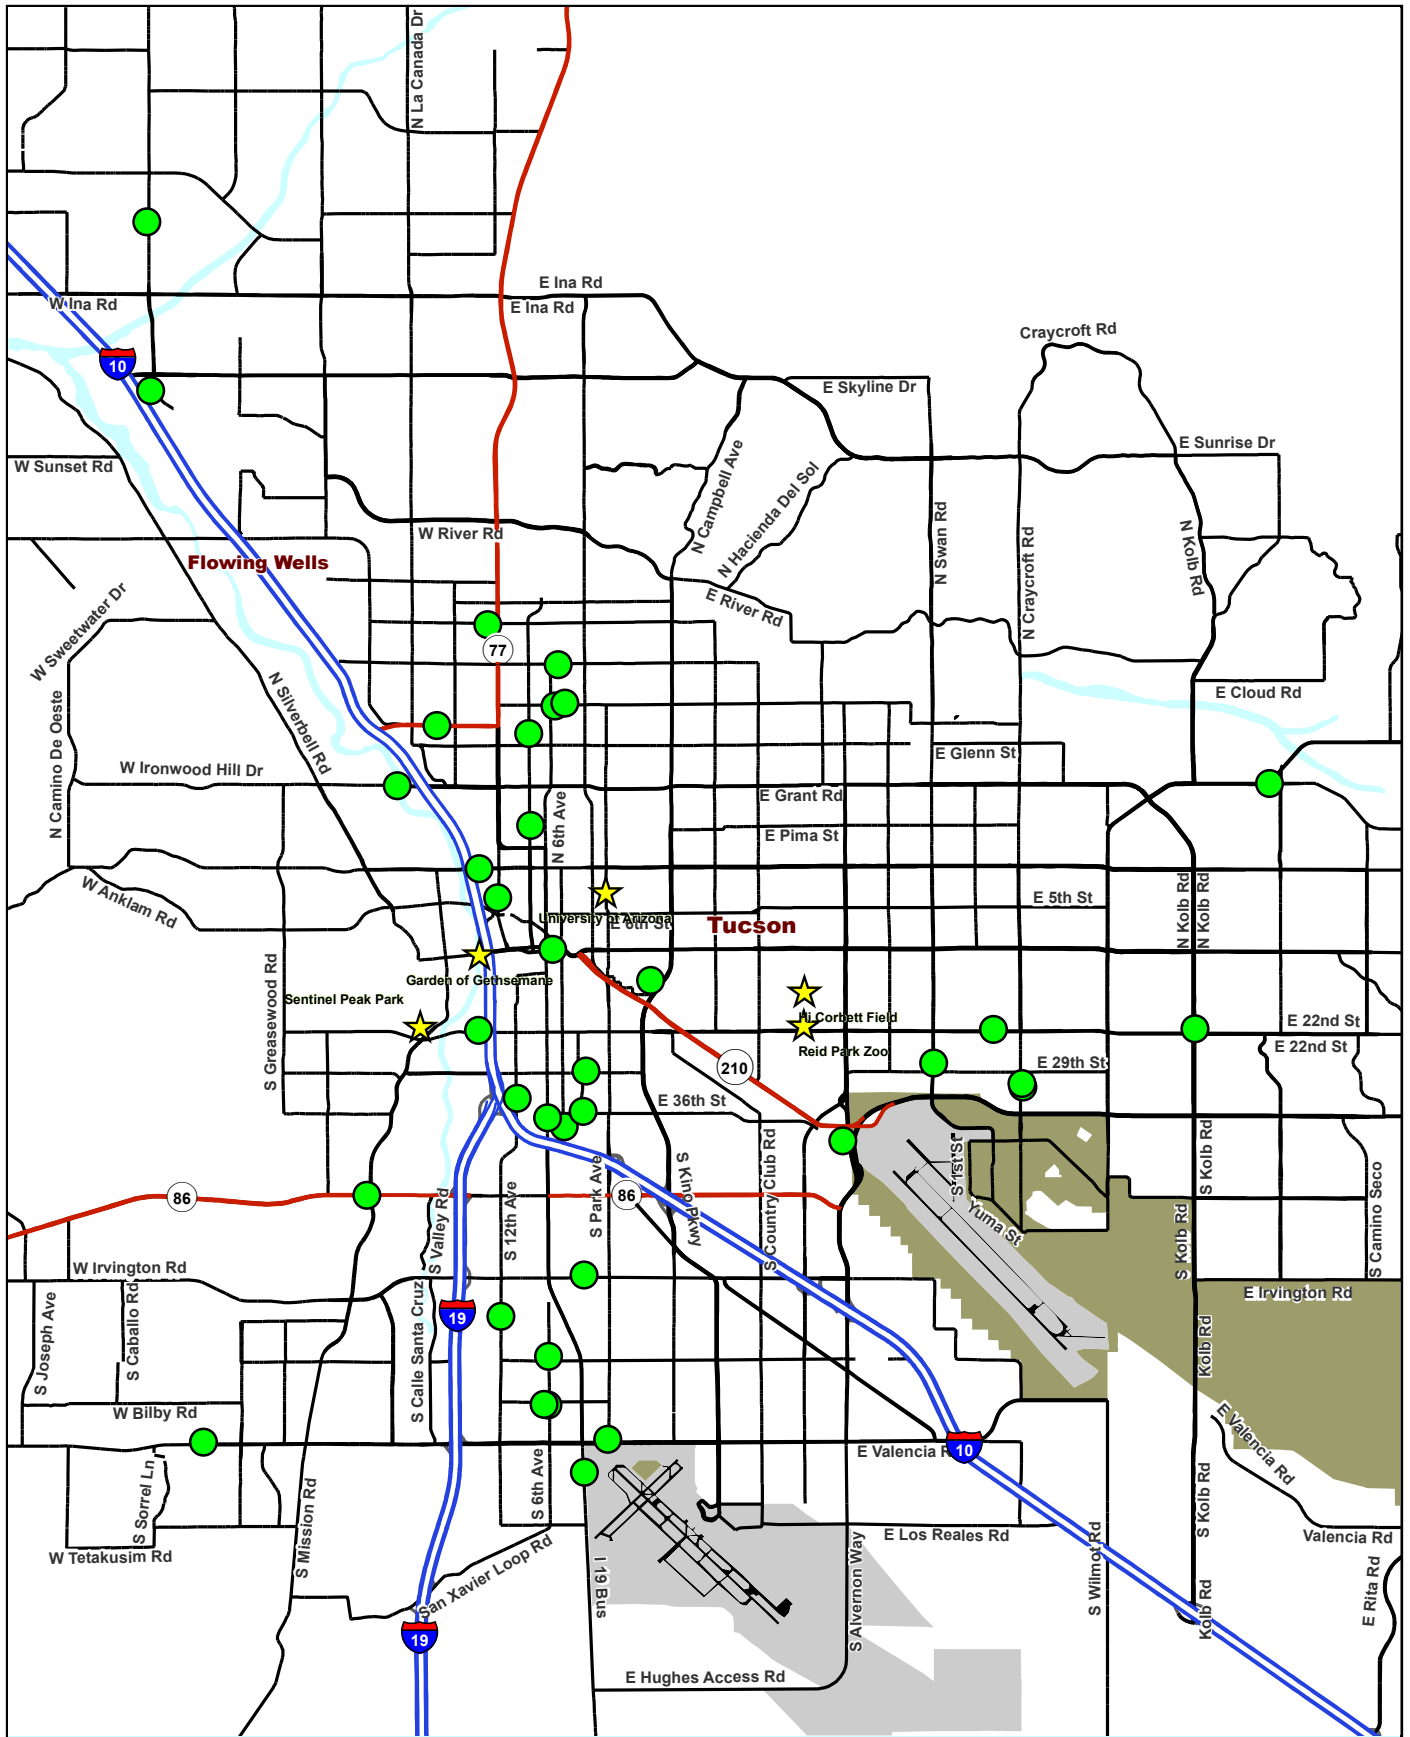 N La Canada Dr
E Ina Rd
W Ina Rd
E Ina Rd
Craycroft Rd
10
E Skyline Dr
E Sunrise Dr
W Sunset Rd
N Campbell Ave
N Hacienda Del Sol
N Swan Rd
N Craycroft Rd
N Kolb Rd
W River Rd
Flowing Wells
W Sweetwater Dr
E River Rd
77
N Silverbell Rd
E Cloud Rd
N Camino De Oeste
E Glenn St
W Ironwood Hill Dr
E Grant Rd
N 6th Ave
E Pima St
W Anklam Rd
E 5th St
N Kolb Rd
N Kolb Rd
University of Arizona
E 6th St
Tucson
S Greasewood Rd
Garden of Gethsemane
Sentinel Peak Park
Hi Corbett Field
E 22nd St
Reid Park Zoo
E 22nd St
E 29th St
210
E 36th St
S Kino Pkwy
S Country Club Rd
S 1st St
S Kolb Rd
S Camino Seco
86
S Valley Rd
S 12th Ave
S Park Ave
86
Yuma St
S Kolb Rd
W Irvington Rd
E Irvington Rd
S Joseph Ave
S Caballo Rd
S Calle Santa Cruz
19
Kolb Rd
W Bilby Rd
E Valencia Rd
E Valencia R
10
S Sorrel Ln
S Mission Rd
S 6th Ave
S Kolb Rd
W Tetakusim Rd
E Los Reales Rd
Valencia Rd
San Xavier Loop Rd
I 19 Bus
S Alvernon Way
S Wilmot Rd
Kolb Rd
E Rita Rd
19
E Hughes Access Rd